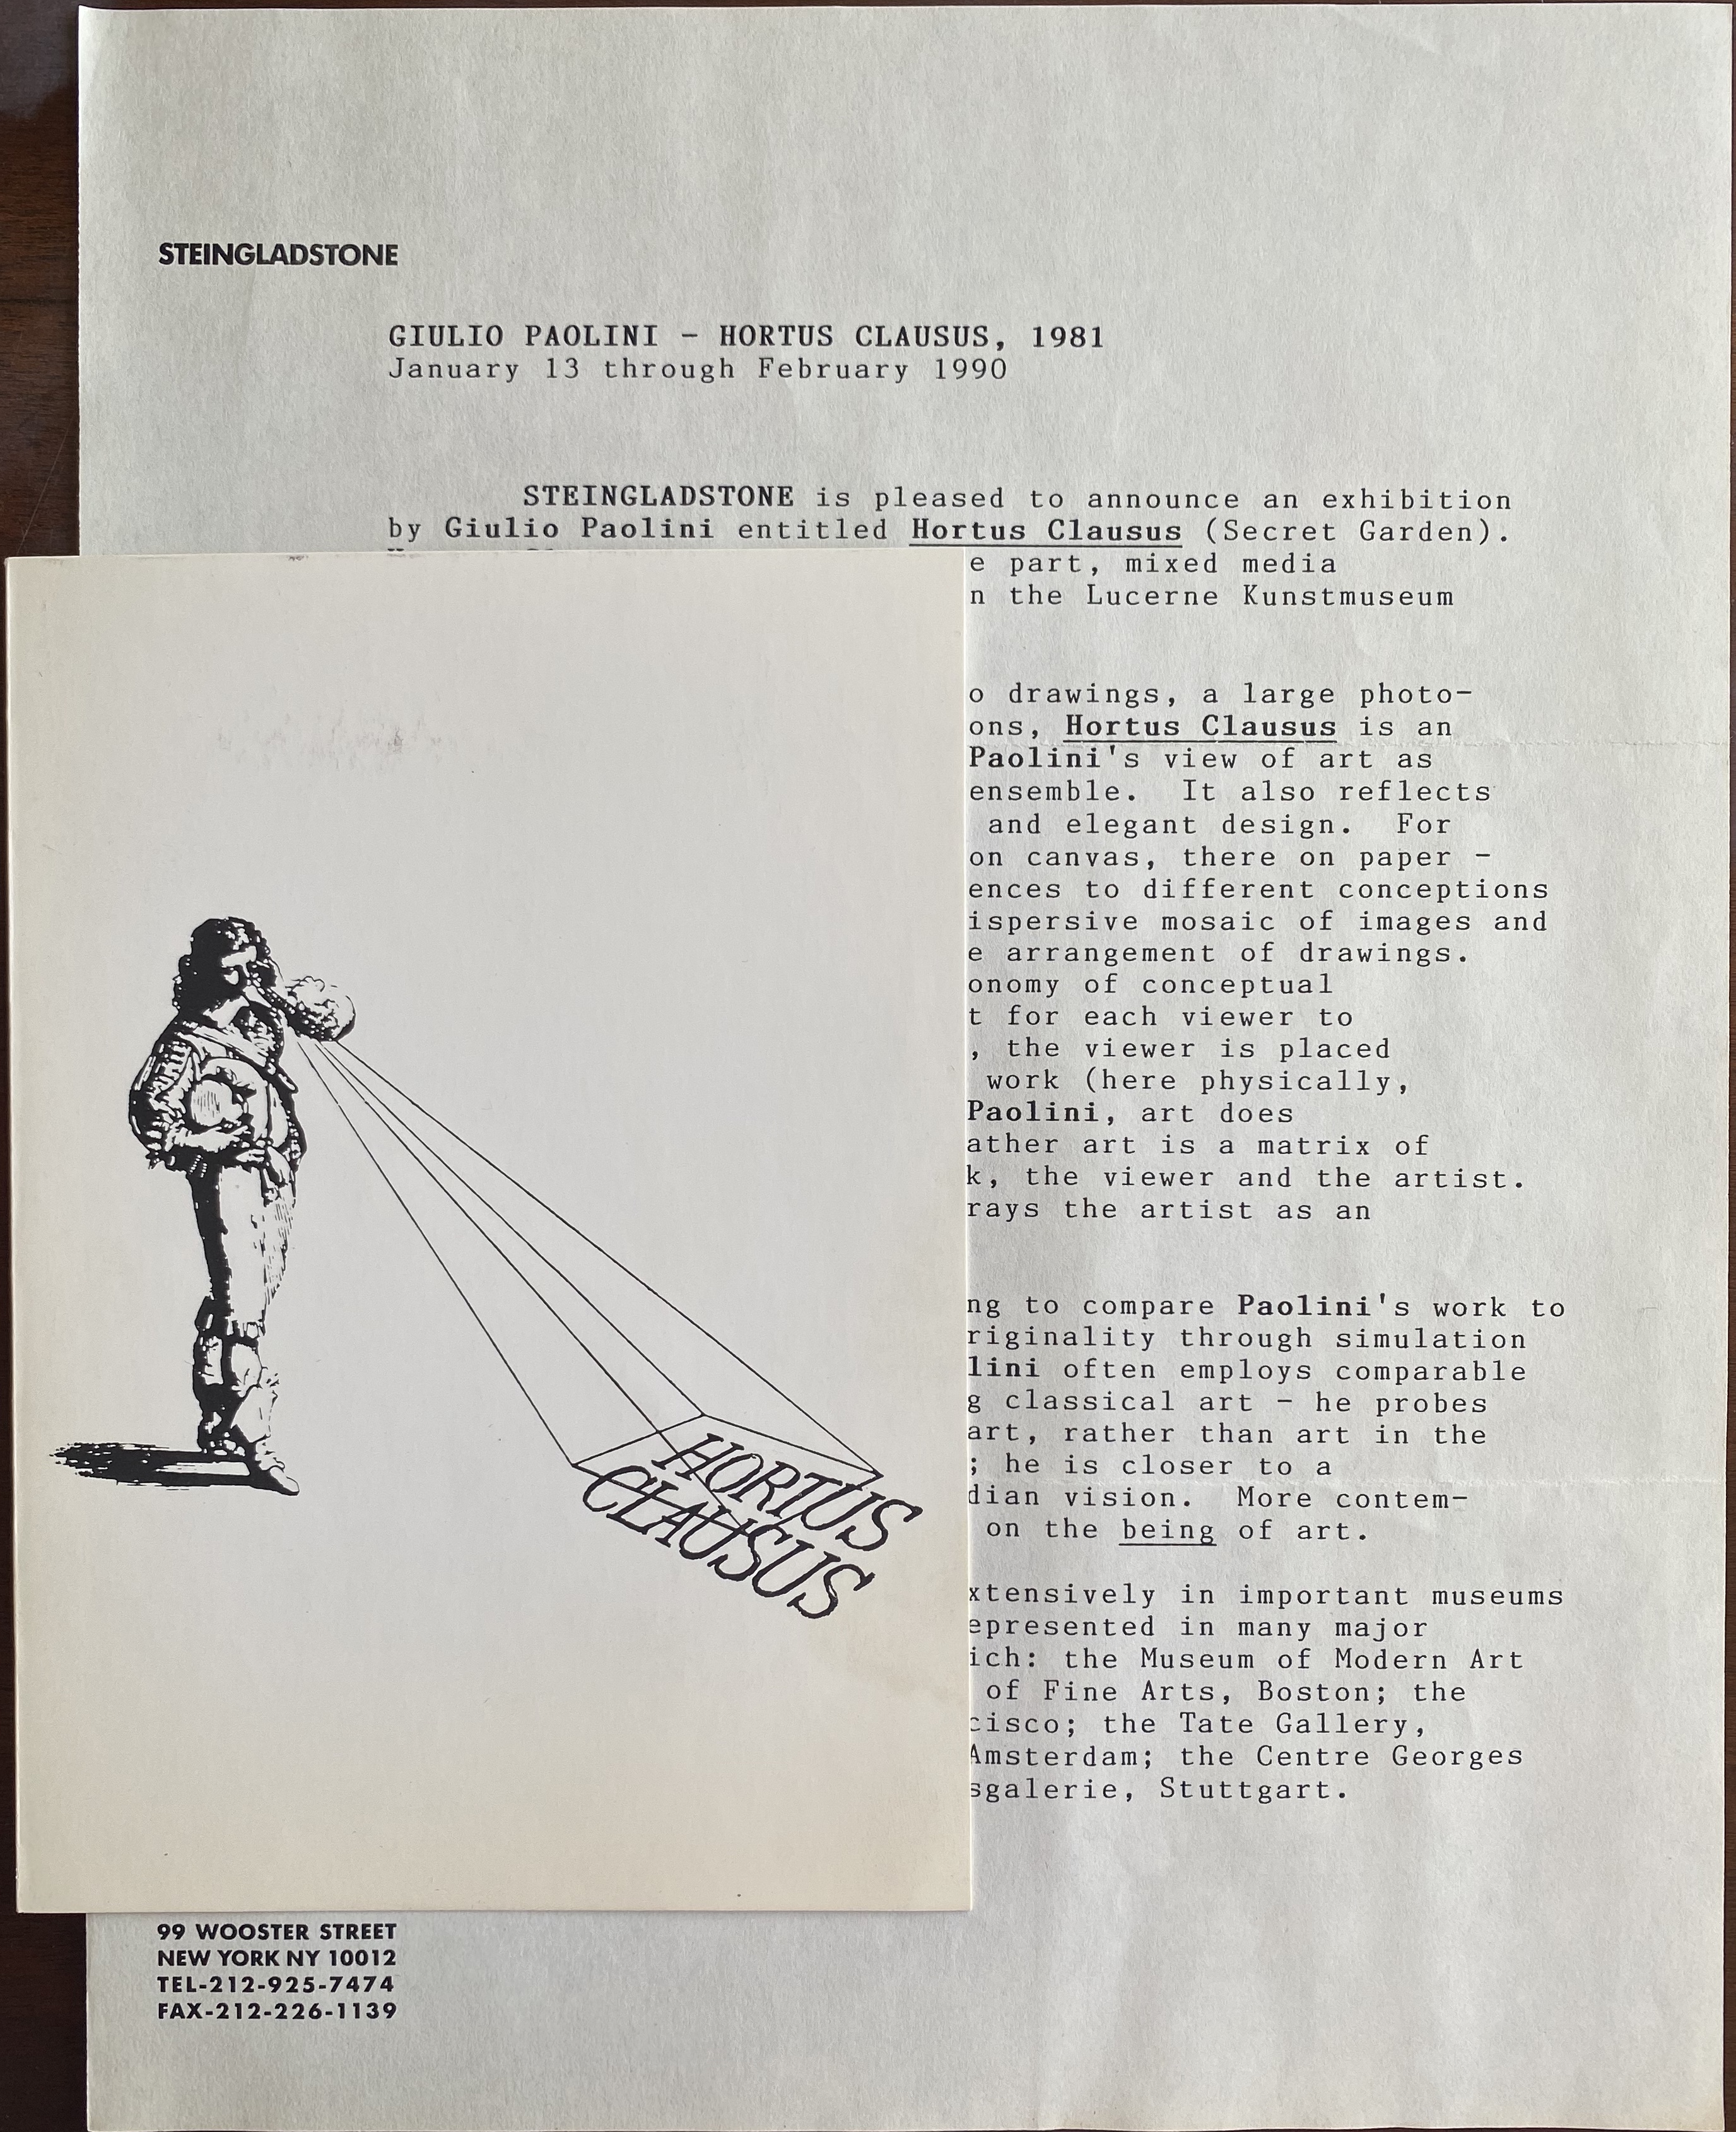 STEINGLADSTONE
GIULIO PAOLINI - HORTUS CLAUSUS, 1981
January 13 through February 1990
STEINGLADSTONE is pleased to announce an exhibition
by Giulio Paolini entitled Hortus Clausus (Secret Garden).
e part, mixed media
n the Lucerne Kunstmuseum
o drawings, a large photo-
ons, Hortus Clausus is an
Paolini's view of art as
ensemble. It also reflects
and elegant design. For
on canvas, there on paper -
ences to different conceptions
ispersive mosaic of images and
e arrangement of drawings.
onomy of conceptual
t for each viewer to
, the viewer is placed
work (here physically,
Paolini, art does
ather art is a matrix of
k, the viewer and the artist.
rays the artist as an
ng to compare Paolini's work to
riginality through simulation
lini often employs comparable
g classical art - he probes
art, rather than art in the
; he is closer to a
dian vision. More contem-
on the being of art.
xtensively in important museums
epresented in many major
ich: the Museum of Modern Art
of Fine Arts, Boston; the
cisco; the Tate Gallery,
Amsterdam; the Centre Georges
sgalerie, Stuttgart.
HORTUS
CLAUSUS
99 WOOSTER STREET
NEW YORK NY 10012
TEL-212-925-7474
FAX-212-226-1139